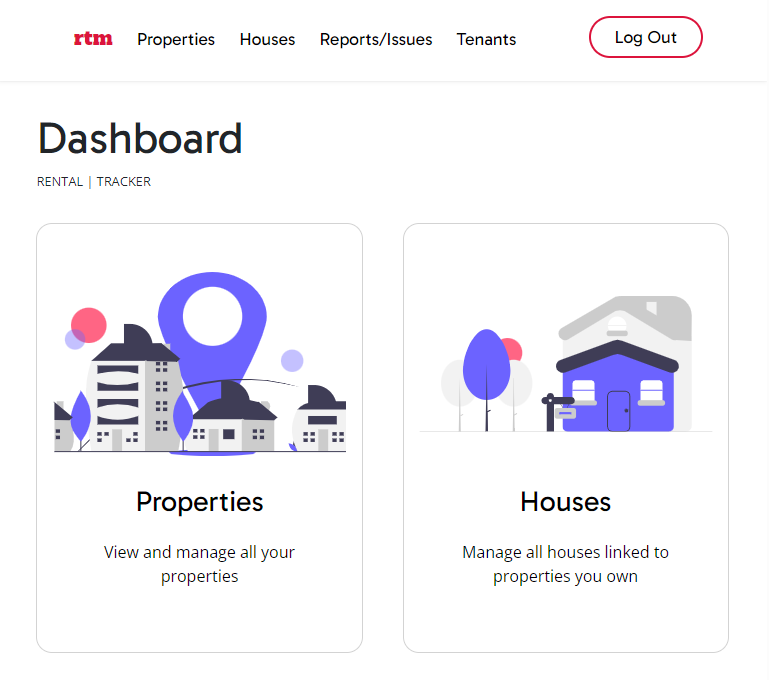 rtm Properties Houses Reports/Issues Tenants Log Out
Dashboard
RENTAL | TRACKER
Properties
View and manage all your
properties
Houses
Manage all houses linked to
properties you own